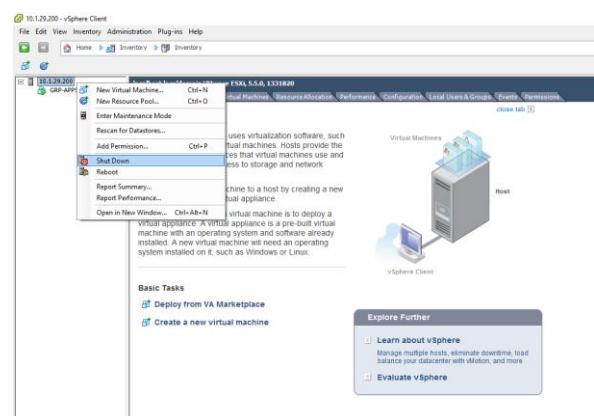 10.1.29.200 - vSphere Client
File Edit View Inventory Administration Plug-ins Help
Home Inventory Inventory
10.1.29.200
GRP-APPS
ESXi, 5.5.0, 1331820
Virtual Machines Resource Allocation Performance Configuration Local Users & Groups Events Permissions
close tab
New Virtual Machine... Ctrl+N
New Resource Pool... Ctrl+O
Enter Maintenance Mode
Rescan for Datastores...
Add Permission... Ctrl+P
Shut Down
Reboot
Report Summary...
Report Performance...
Open in New Window... Ctrl+Alt+N
uses virtualization software, such
tual machines. Hosts provide the
ces that virtual machines use and
ess to storage and network
chine to a host by creating a new
tual appliance.
virtual machine is to deploy a
virtual appliance. A virtual appliance is a pre-built virtual
machine with an operating system and software already
installed. A new virtual machine will need an operating
system installed on it, such as Windows or Linux.
Basic Tasks
Deploy from VA Marketplace
Create a new virtual machine
Virtual Machines
Host
vSphere Client
Explore Further
Learn about vSphere
Manage multiple hosts, eliminate downtime, load
balance your datacenter with vMotion, and more
Evaluate vSphere